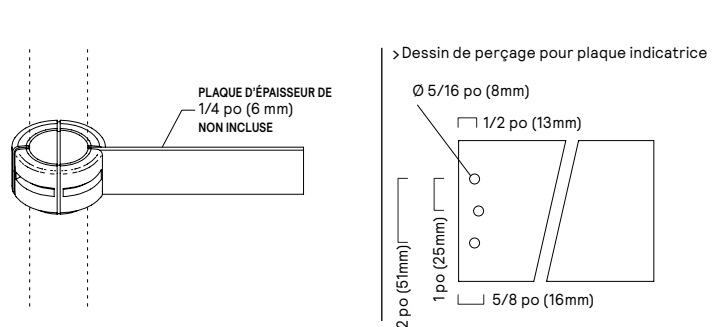 PLAQUE D'ÉPAISSEUR DE
1/4 po (6 mm)
NON INCLUSE
>Dessin de perçage pour plaque indicatrice
Ø 5/16 po (8mm)
1/2 po (13mm)
2 po (51mm)
1 po (25mm)
5/8 po (16mm)